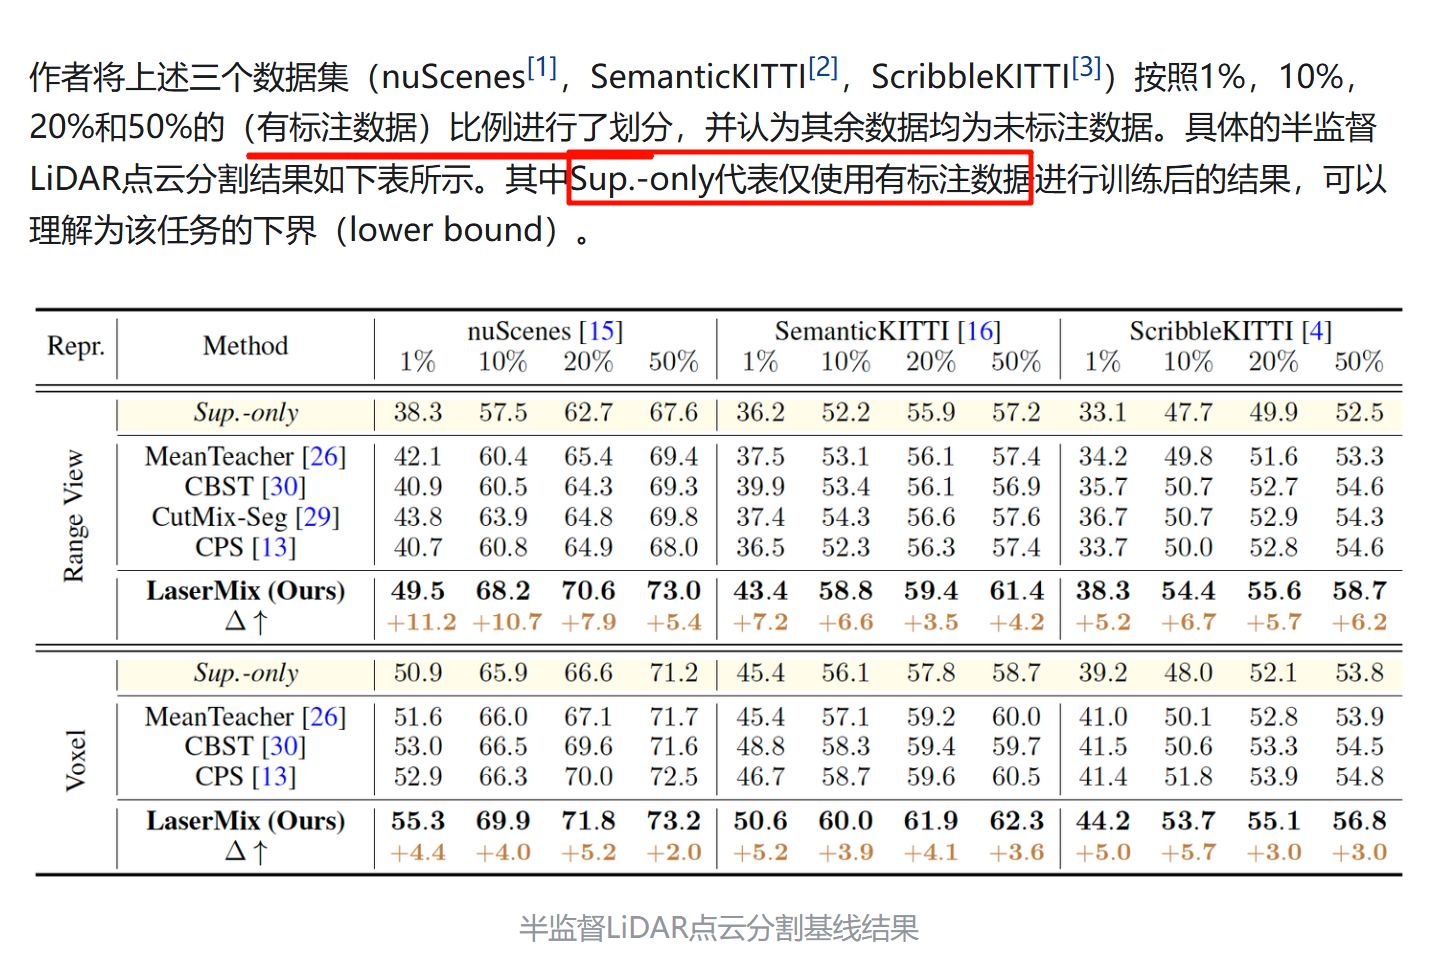 作者将上述三个数据集（nuScenes[1]，SemanticKITTI[2]，ScribbleKITTI[3]）按照1%，10%，
20%和50%的（有标注数据）比例进行了划分，并认为其余数据均为未标注数据。具体的半监督
LiDAR点云分割结果如下表所示。其中Sup.-only代表仅使用有标注数据进行训练后的结果，可以
理解为该任务的下界（lower bound）。
Repr. Method nuScenes [15] SemanticKITTI [16] ScribbleKITTI [4]
1% 10% 20% 50% 1% 10% 20% 50% 1% 10% 20% 50%
Range View
Sup.-only 38.3 57.5 62.7 67.6 36.2 52.2 55.9 57.2 33.1 47.7 49.9 52.5
MeanTeacher [26] 42.1 60.4 65.4 69.4 37.5 53.1 56.1 57.4 34.2 49.8 51.6 53.3
CBST [30] 40.9 60.5 64.3 69.3 39.9 53.4 56.1 56.9 35.7 50.7 52.7 54.6
CutMix-Seg [29] 43.8 63.9 64.8 69.8 37.4 54.3 56.6 57.6 36.7 50.7 52.9 54.3
CPS [13] 40.7 60.8 64.9 68.0 36.5 52.3 56.3 57.4 33.7 50.0 52.8 54.6
LaserMix (Ours) 49.5 68.2 70.6 73.0 43.4 58.8 59.4 61.4 38.3 54.4 55.6 58.7
Δ ↑ +11.2 +10.7 +7.9 +5.4 +7.2 +6.6 +3.5 +4.2 +5.2 +6.7 +5.7 +6.2
Voxel
Sup.-only 50.9 65.9 66.6 71.2 45.4 56.1 57.8 58.7 39.2 48.0 52.1 53.8
MeanTeacher [26] 51.6 66.0 67.1 71.7 45.4 57.1 59.2 60.0 41.0 50.1 52.8 53.9
CBST [30] 53.0 66.5 69.6 71.6 48.8 58.3 59.4 59.7 41.5 50.6 53.3 54.5
CPS [13] 52.9 66.3 70.0 72.5 46.7 58.7 59.6 60.5 41.4 51.8 53.9 54.8
LaserMix (Ours) 55.3 69.9 71.8 73.2 50.6 60.0 61.9 62.3 44.2 53.7 55.1 56.8
Δ ↑ +4.4 +4.0 +5.2 +2.0 +5.2 +3.9 +4.1 +3.6 +5.0 +5.7 +3.0 +3.0
半监督LiDAR点云分割基线结果